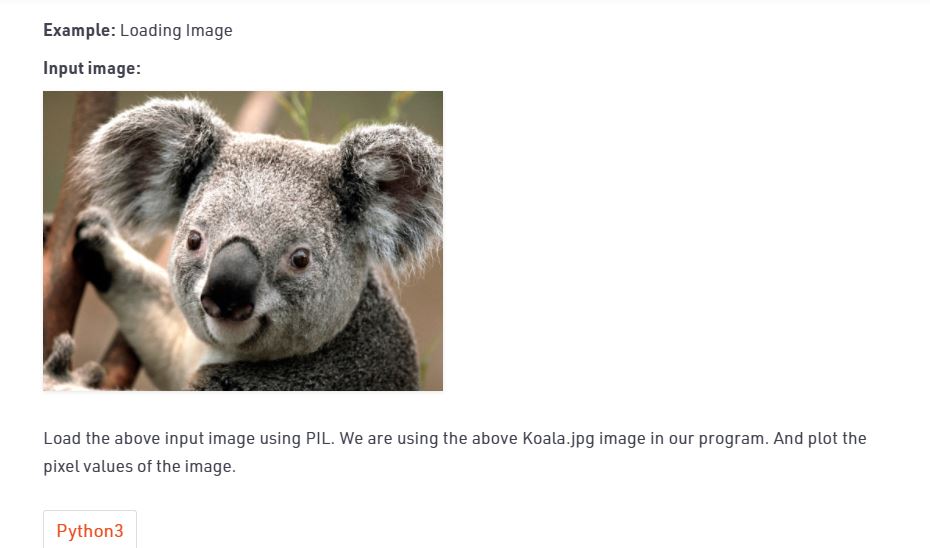 Example: Loading Image
Input image:
Load the above input image using PIL. We are using the above Koala.jpg image in our program. And plot the
pixel values of the image.
Python3